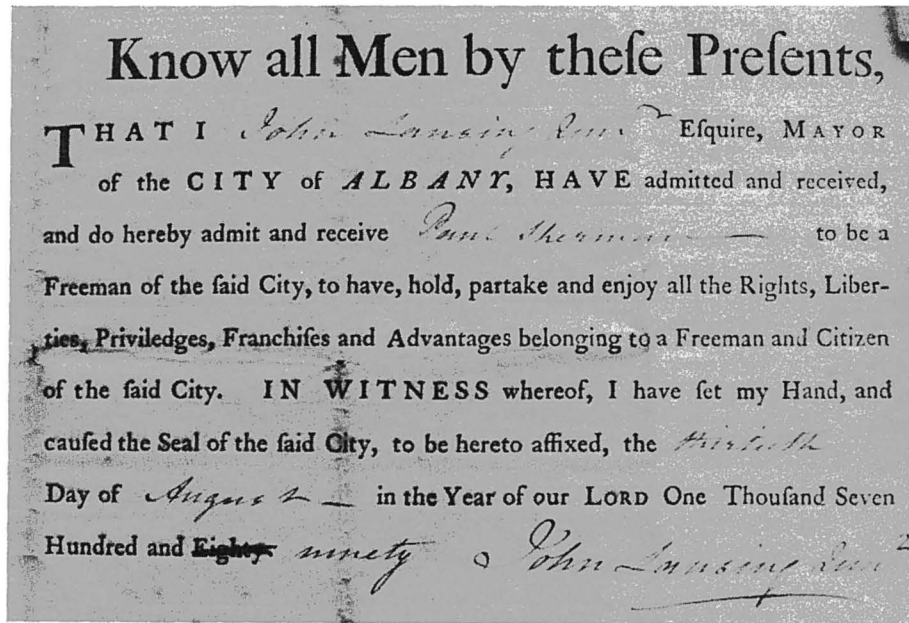 Know all Men by theſe Preſents,
THAT I John Lansing Junr Eſquire, MAYOR
of the CITY of ALBANY, HAVE admitted and received,
and do hereby admit and receive Paul Sherman — to be a
Freeman of the ſaid City, to have, hold, partake and enjoy all the Rights, Liber-
ties, Priviledges, Franchiſes and Advantages belonging to a Freeman and Citizen
of the ſaid City. IN WITNESS whereof, I have ſet my Hand, and
cauſed the Seal of the ſaid City, to be hereto affixed, the thirtieth
Day of August — in the Year of our LORD One Thouſand Seven
Hundred and Eighty ninety John Lansing Junr